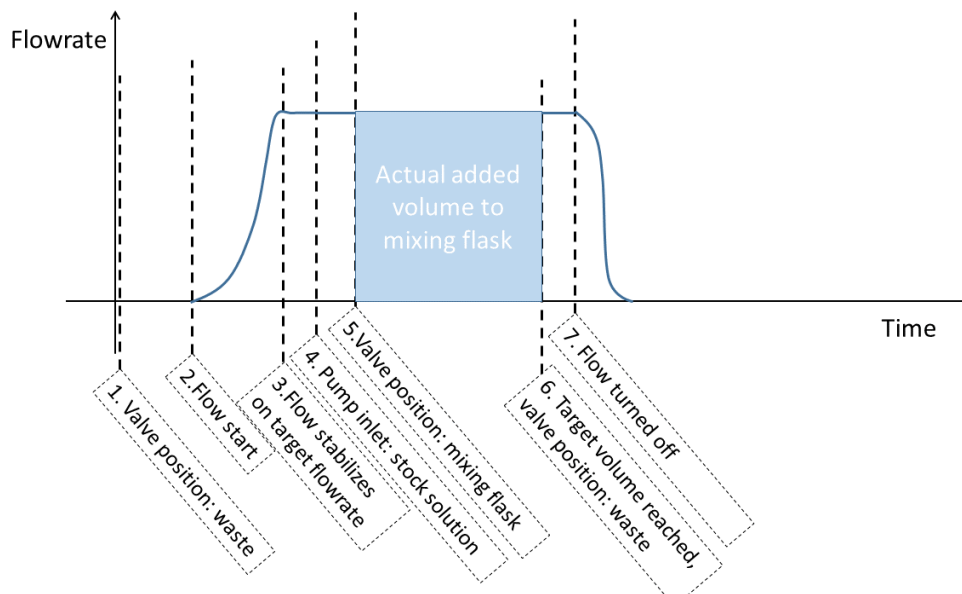 Flowrate
Actual added
volume to
mixing flask
Time
1. Valve position: waste
2.Flow start
3.Flow stabilizes
on target flowrate
4. Pump inlet: stock solution
5.Valve position: mixing flask
6. Target volume reached,
valve position: waste
7. Flow turned off